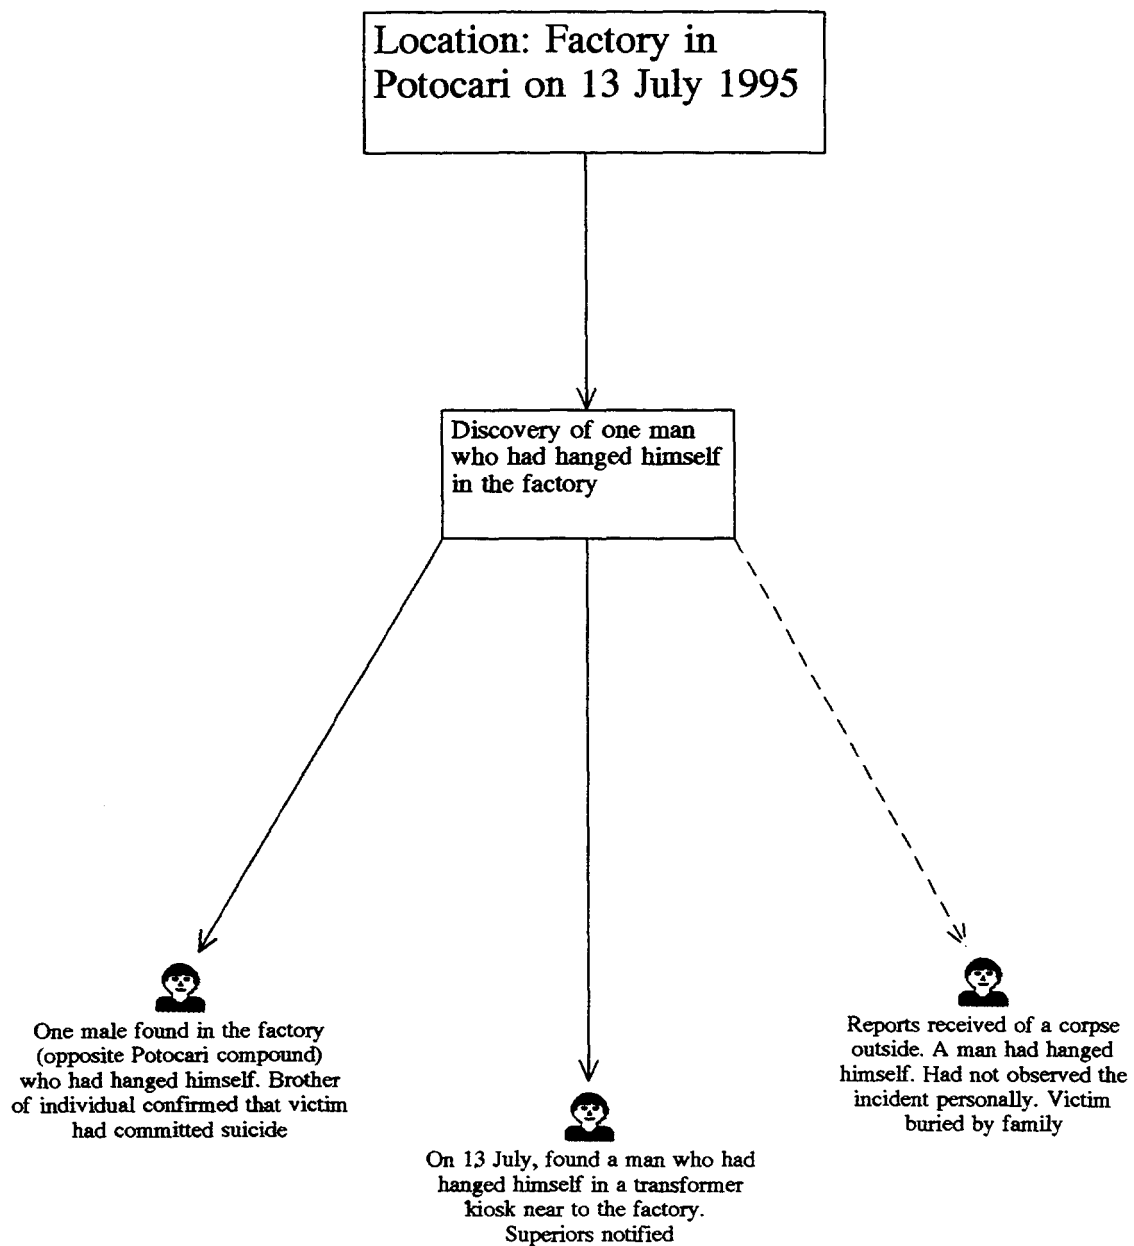 Location: Factory in
Potocari on 13 July 1995
Discovery of one man
who had hanged himself
in the factory
One male found in the factory
(opposite Potocari compound)
who had hanged himself. Brother
of individual confirmed that victim
had committed suicide
On 13 July, found a man who had
hanged himself in a transformer
kiosk near to the factory.
Superiors notified
Reports received of a corpse
outside. A man had hanged
himself. Had not observed the
incident personally. Victim
buried by family